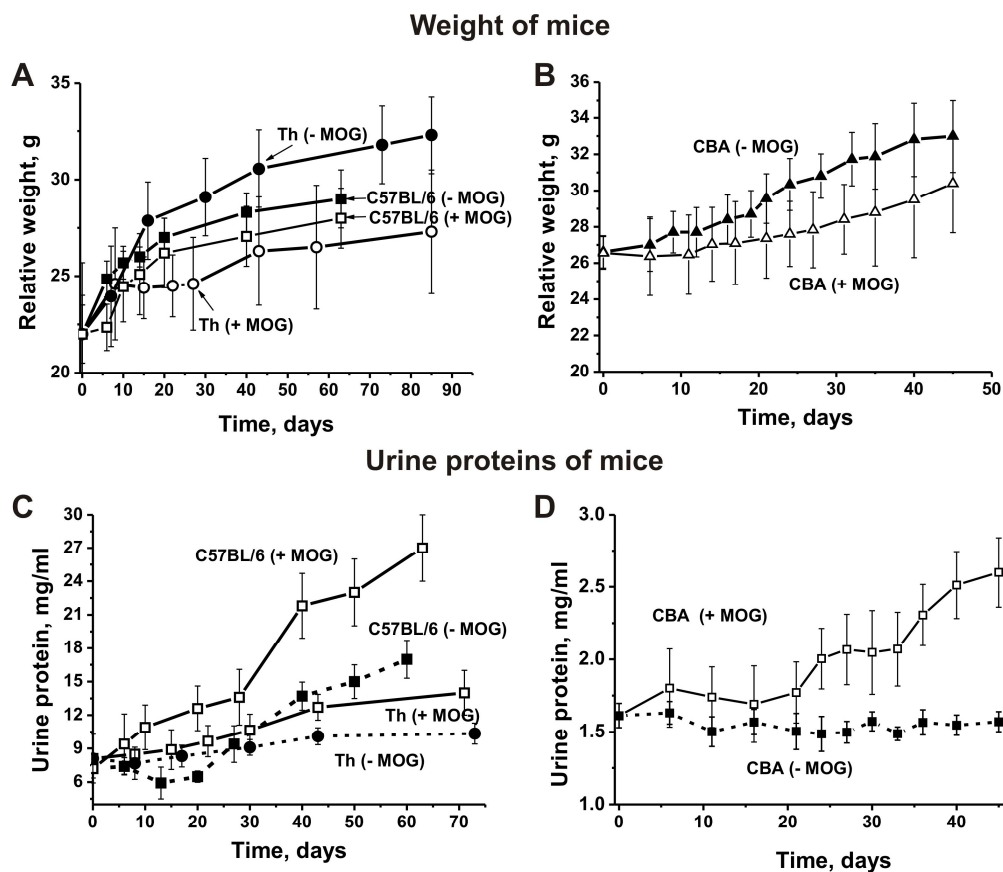 Weight of mice
A
35
30
25
20
Relative weight, g
0 10 20 30 40 50 60 70 80 90
Time, days
Th (- MOG)
C57BL/6 (- MOG)
C57BL/6 (+ MOG)
Th (+ MOG)
B
36
34
32
30
28
26
24
22
20
Relative weight, g
0 10 20 30 40 50
Time, days
CBA (- MOG)
CBA (+ MOG)
Urine proteins of mice
C
30
27
24
21
18
15
12
9
6
Urine protein, mg/ml
0 10 20 30 40 50 60 70
Time, days
C57BL/6 (+ MOG)
C57BL/6 (- MOG)
Th (+ MOG)
Th (- MOG)
D
3.0
2.5
2.0
1.5
1.0
Urine protein, mg/ml
0 20 40
Time, days
CBA (+ MOG)
CBA (- MOG)